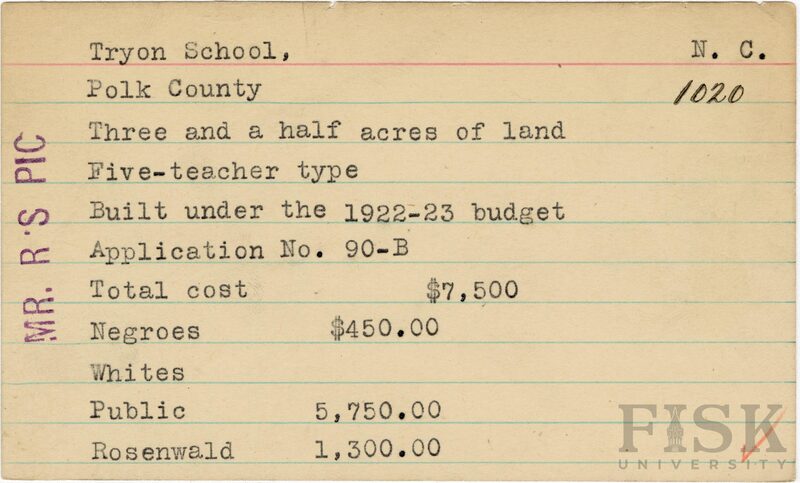 Tryon School, N. C.
Polk County 1020
Three and a half acres of land
Five-teacher type
Built under the 1922-23 budget
Application No. 90-B
Total cost $7,500
Negroes $450.00
Whites
Public 5,750.00
Rosenwald 1,300.00
MR. R'S PIC
FISK
UNIVERSITY